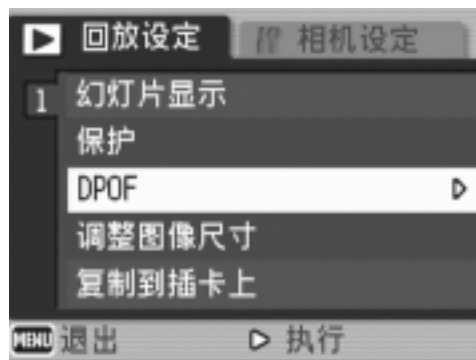 回放设定 相机设定
1 幻灯片显示
保护
DPOF
调整图像尺寸
复制到插卡上
MENU 退出 执行